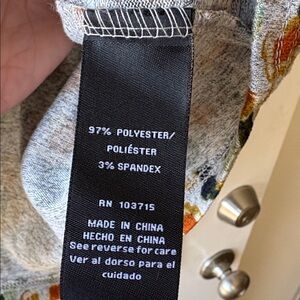 97% POLYESTER/
POLIÉSTER
3% SPANDEX
RN 103715
MADE IN CHINA
HECHO EN CHINA
See reverse for care
Ver al dorso para el
cuidado